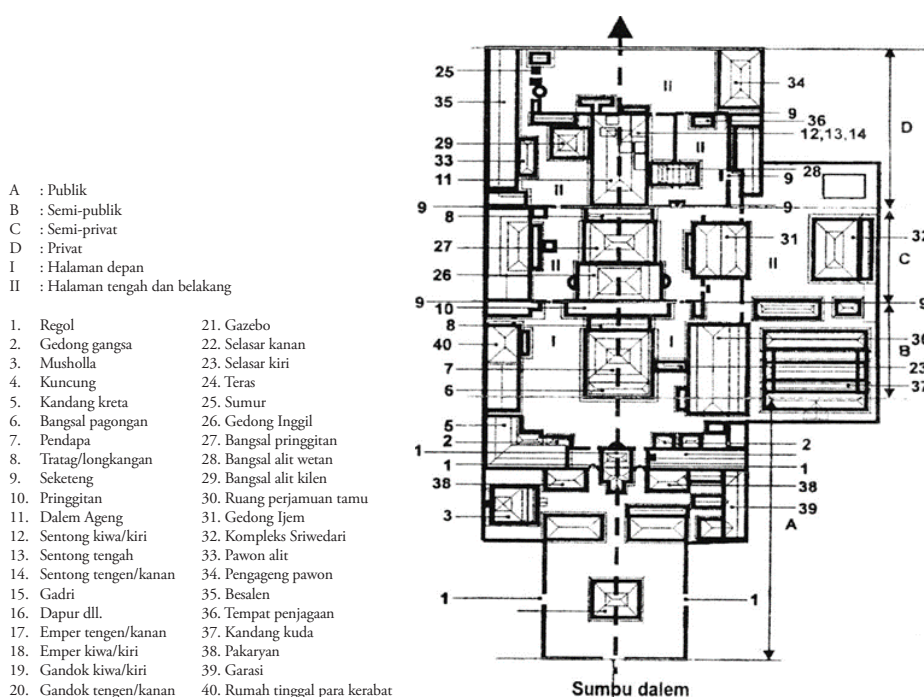 A : Publik
B : Semi-publik
C : Semi-privat
D : Privat
I : Halaman depan
II : Halaman tengah dan belakang
1. Regol
2. Gedong gangsa
3. Musholla
4. Kuncung
5. Kandang kreta
6. Bangsal pagongan
7. Pendapa
8. Tratag/longkangan
9. Seketeng
10. Pringgitan
11. Dalem Ageng
12. Sentong kiwa/kiri
13. Sentong tengah
14. Sentong tengen/kanan
15. Gadri
16. Dapur dll.
17. Emper tengen/kanan
18. Emper kiwa/kiri
19. Gandok kiwa/kiri
20. Gandok tengen/kanan
21. Gazebo
22. Selasar kanan
23. Selasar kiri
24. Teras
25. Sumur
26. Gedong Inggil
27. Bangsal pringgitan
28. Bangsal alit wetan
29. Bangsal alit kilen
30. Ruang perjamuan tamu
31. Gedong Ijem
32. Kompleks Sriwedari
33. Pawon alit
34. Pengageng pawon
35. Besalen
36. Tempat penjagaan
37. Kandang kuda
38. Pakaryan
39. Garasi
40. Rumah tinggal para kerabat
25 II 34
35 9
36 D
12,13,14
29 II
33 28
11 II 9
9 9
8
27 II 31 II 32
C
26
9 9
10
8 I I 36
40 B
7 23
6 37
5
2 2
1
1 1
38 38
3 39
A
1 1
Sumbu dalem